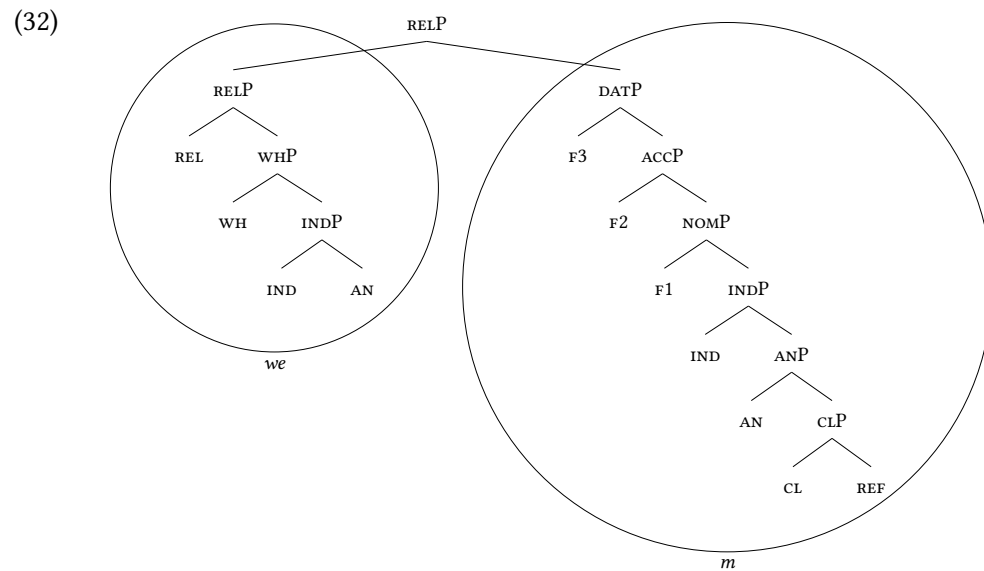 (32)
RELP
RELP DATP
REL WHP F3 ACCP
WH INDP F2 NOMP
IND AN F1 INDP
IND ANP
we
AN CLP
CL REF
m